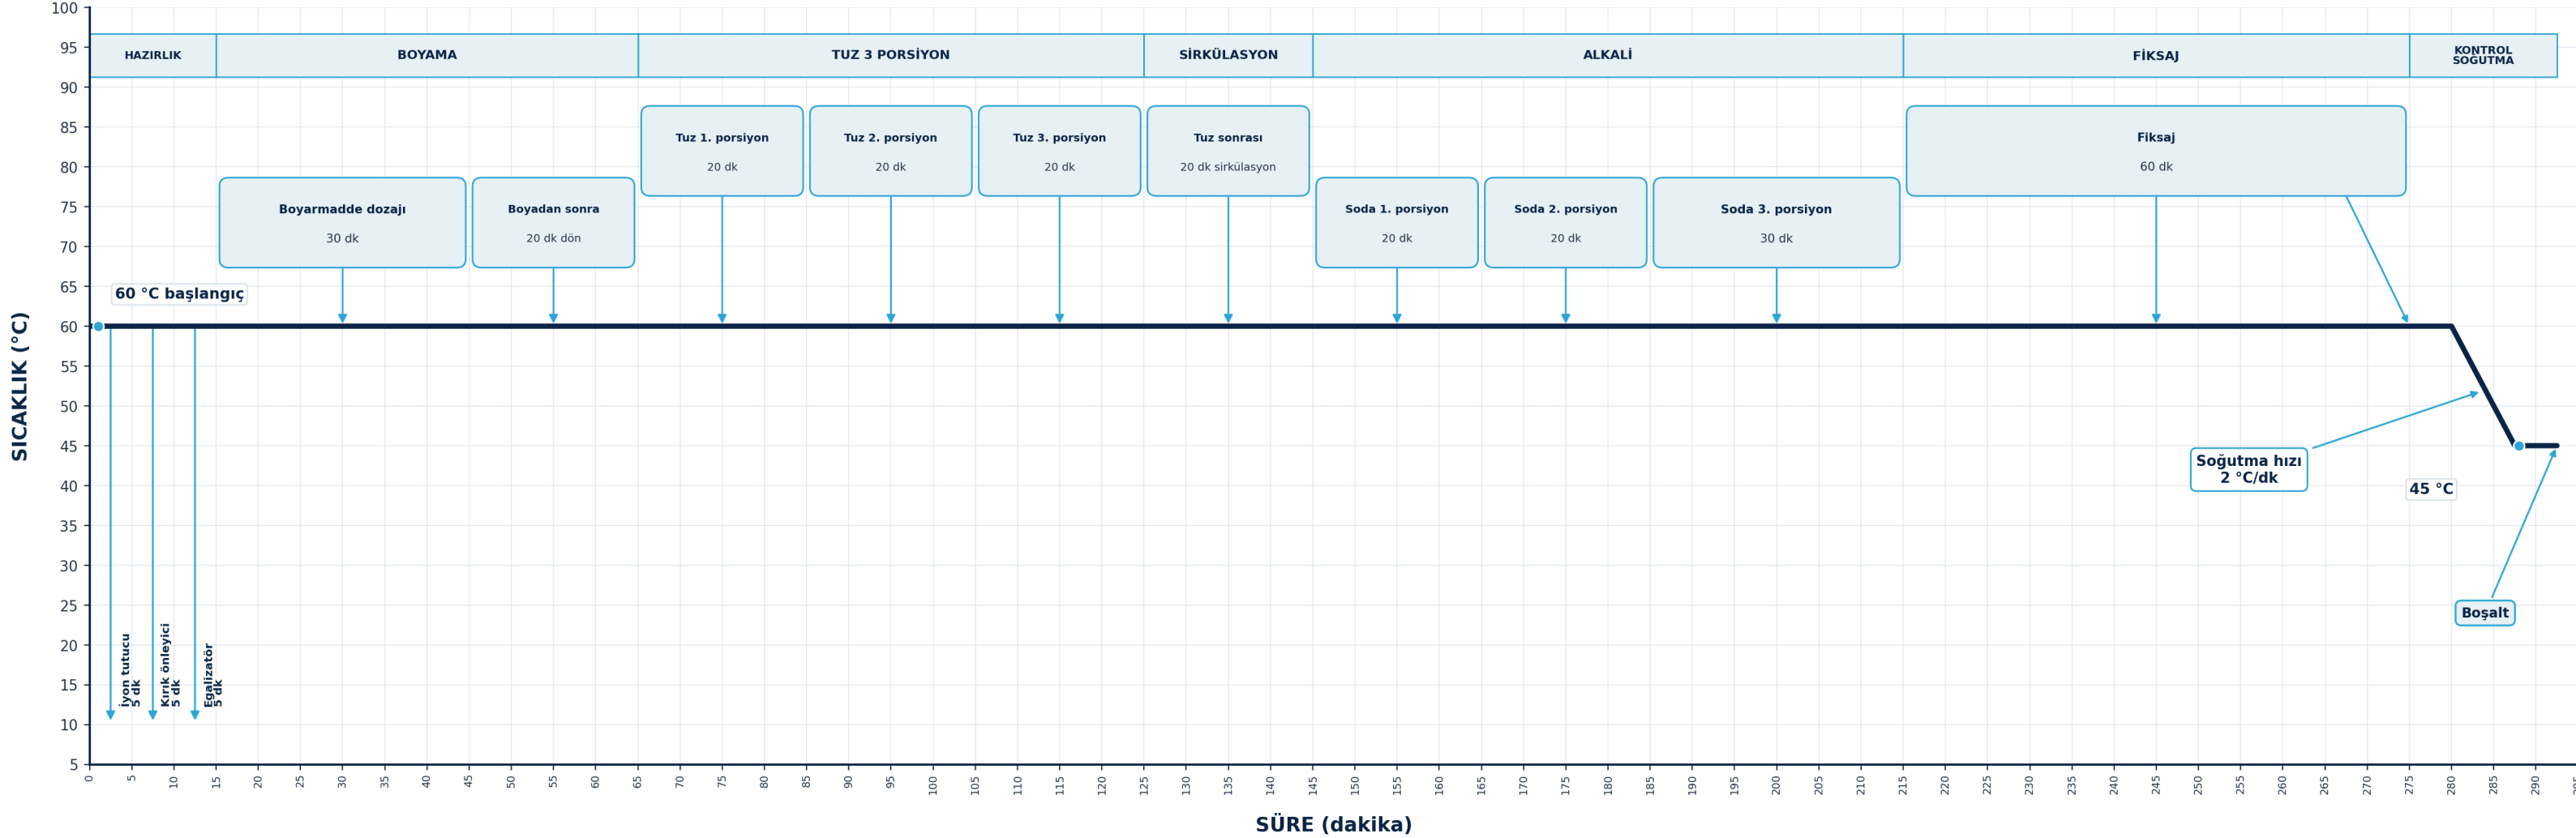 100
95
90
85
80
75
70
65
60
55
50
45
40
35
30
25
20
15
10
5
SICAKLIK (°C)
HAZIRLIK
BOYAMA
TUZ 3 PORSİYON
SİRKÜLASYON
ALKALİ
FİKSAJ
KONTROL
SOĞUTMA
Tuz 1. porsiyon
20 dk
Tuz 2. porsiyon
20 dk
Tuz 3. porsiyon
20 dk
Tuz sonrası
20 dk sirkülasyon
Fiksaj
60 dk
Boyarmadde dozajı
30 dk
Boyadan sonra
20 dk dön
Soda 1. porsiyon
20 dk
Soda 2. porsiyon
20 dk
Soda 3. porsiyon
30 dk
60 °C başlangıç
Soğutma hızı
2 °C/dk
45 °C
Boşalt
İyon tutucu
5 dk
Kırık önleyici
5 dk
Egalizatör
5 dk
0
5
10
15
20
25
30
35
40
45
50
55
60
65
70
75
80
85
90
95
100
105
110
115
120
125
130
135
140
145
150
155
160
165
170
175
180
185
190
195
200
205
210
215
220
225
230
235
240
245
250
255
260
265
270
275
280
285
290
SÜRE (dakika)